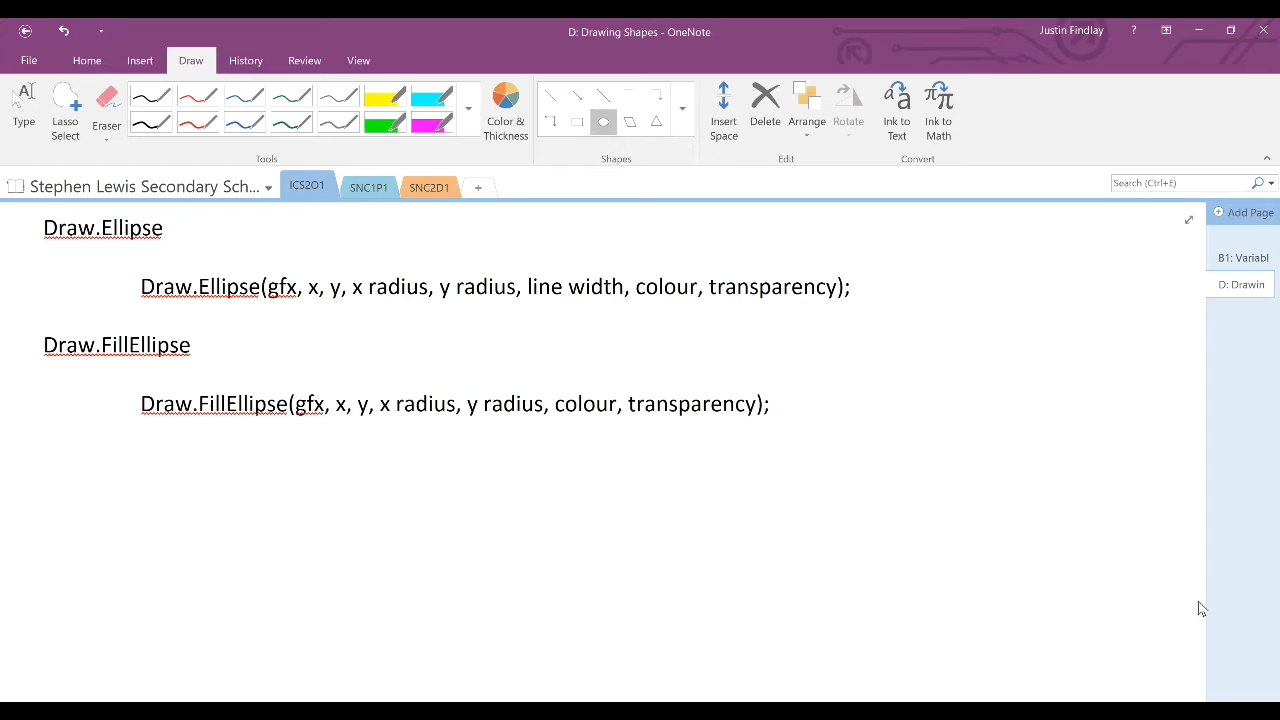 D: Drawing Shapes - OneNote
Justin Findlay
?
File
Home
Insert
Draw
History
Review
View
Type
Lasso
Select
Eraser
Color &
Thickness
Insert
Space
Delete
Arrange
Rotate
Ink to
Text
Ink to
Math
Tools
Shapes
Edit
Convert
Stephen Lewis Secondary Sch...
ICS2O1
SNC1P1
SNC2D1
+
Search (Ctrl+E)
Add Page
B1: Variabl
D: Drawin
Draw.Ellipse
Draw.Ellipse(gfx, x, y, x radius, y radius, line width, colour, transparency);
Draw.FillEllipse
Draw.FillEllipse(gfx, x, y, x radius, y radius, colour, transparency);